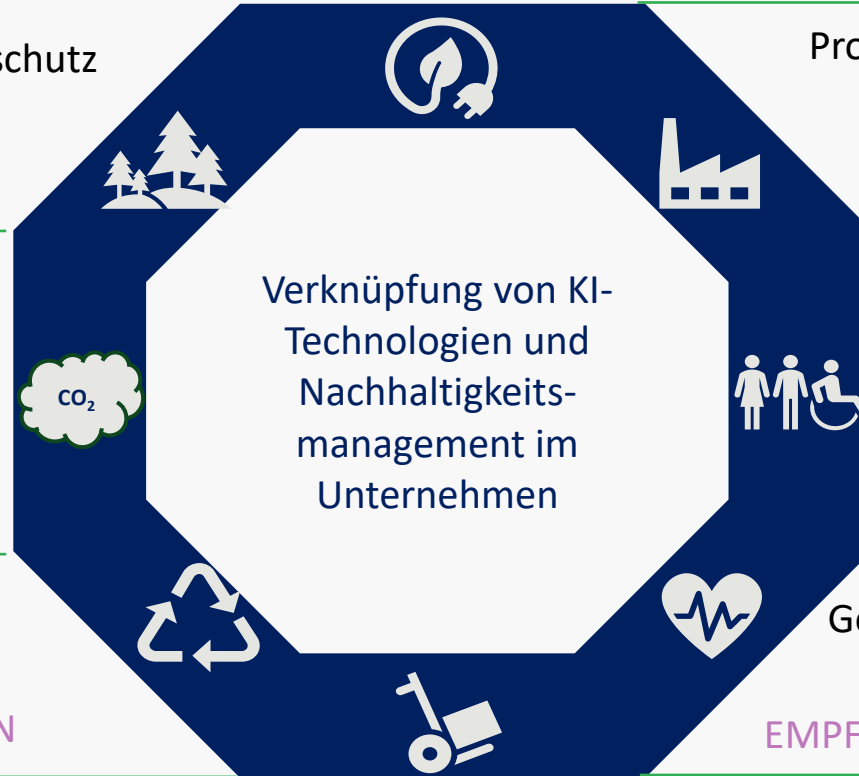 schutz
Pro
Verknüpfung von KI-
Technologien und
Nachhaltigkeits-
management im
Unternehmen
CO₂
Ge
N
EMPF